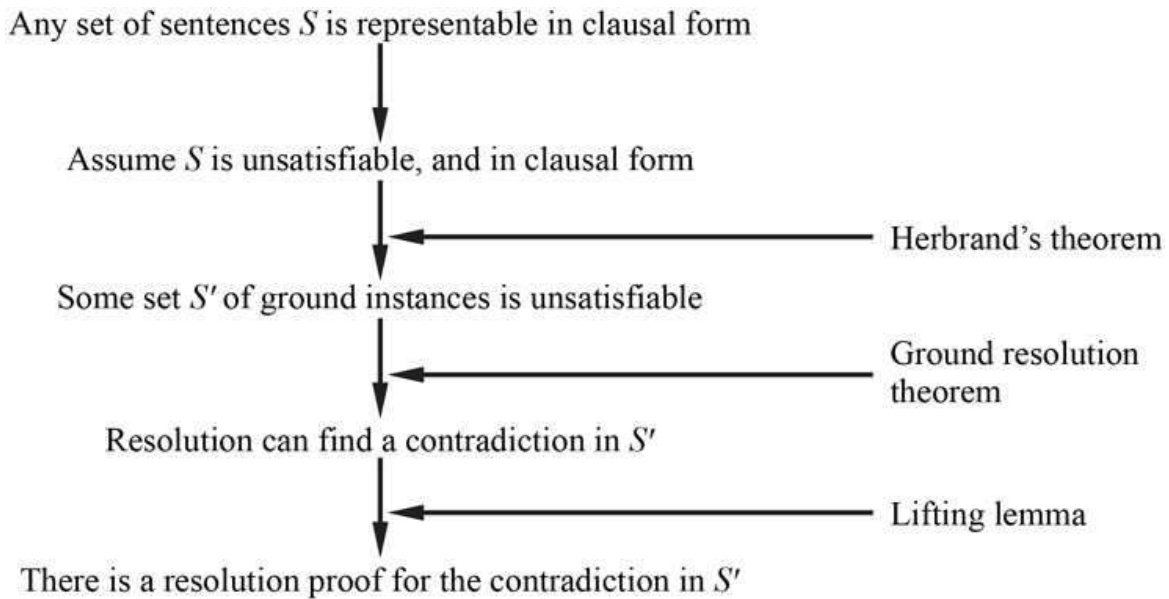 Any set of sentences S is representable in clausal form
Assume S is unsatisfiable, and in clausal form
Herbrand’s theorem
Some set S′ of ground instances is unsatisfiable
Ground resolution
theorem
Resolution can find a contradiction in S′
Lifting lemma
There is a resolution proof for the contradiction in S′